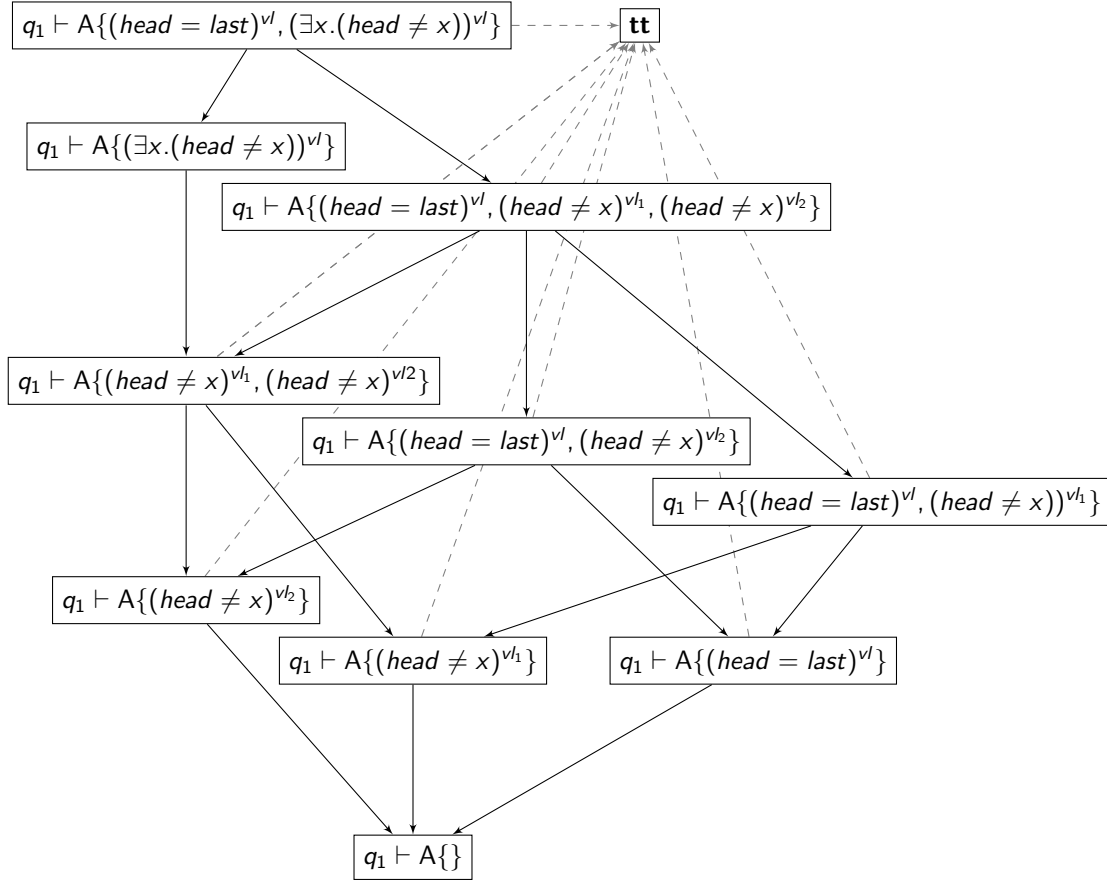 q₁ ⊢ A{(head = last)ᵛˡ, (∃x.(head ≠ x))ᵛˡ}
tt
q₁ ⊢ A{(∃x.(head ≠ x))ᵛˡ}
q₁ ⊢ A{(head = last)ᵛˡ, (head ≠ x)ᵛˡ₁, (head ≠ x)ᵛˡ₂}
q₁ ⊢ A{(head ≠ x)ᵛˡ₁, (head ≠ x)ᵛˡ²}
q₁ ⊢ A{(head = last)ᵛˡ, (head ≠ x)ᵛˡ₂}
q₁ ⊢ A{(head = last)ᵛˡ, (head ≠ x))ᵛˡ₁}
q₁ ⊢ A{(head ≠ x)ᵛˡ₂}
q₁ ⊢ A{(head ≠ x)ᵛˡ₁}
q₁ ⊢ A{(head = last)ᵛˡ}
q₁ ⊢ A{}